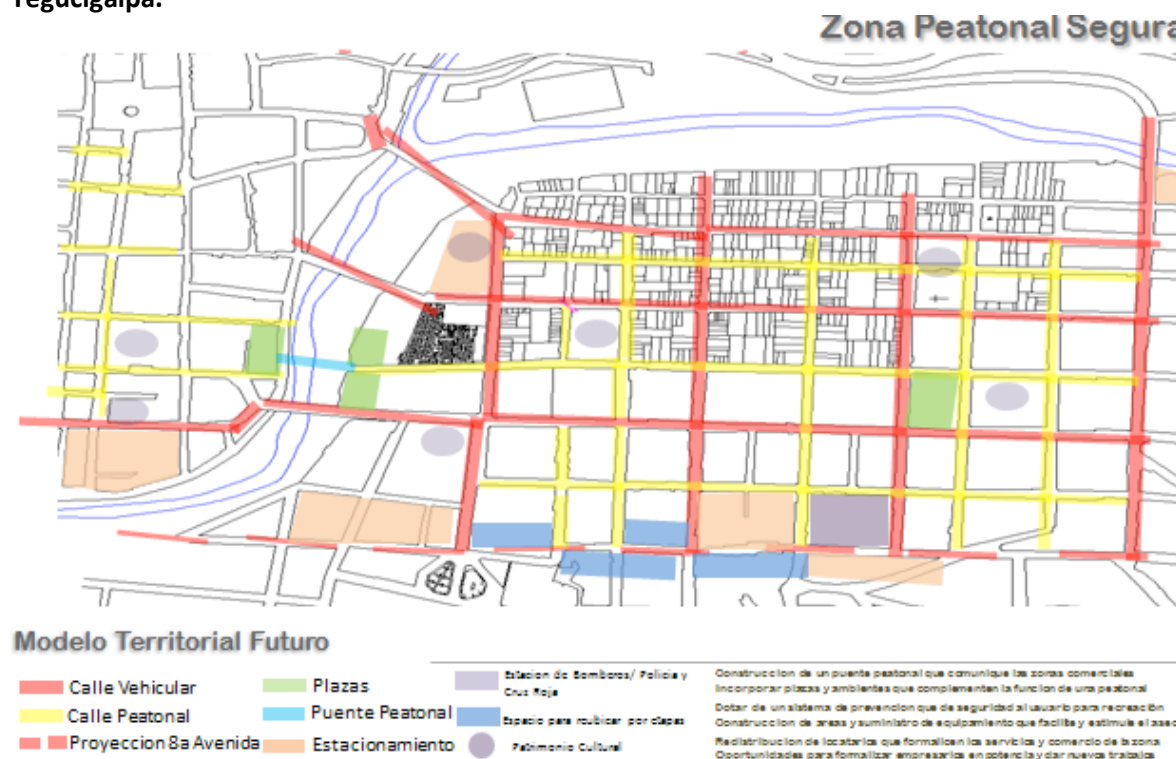 Tegucigalpa.
Zona Peatonal Segura
Modelo Territorial Futuro
Calle Vehicular
Calle Peatonal
Proyeccion 8a Avenida
Plazas
Puente Peatonal
Estacionamiento
Estacion de Bomberos/ Policia y
Cruz Roja
Espacio para reubicar por etapas
Patrimonio Cultural
Construccion de un puente peatonal que comunique las zonas comerciales
Incorporar plazas y ambientes que complementen la funcion de una peatonal
Dotar de un sistema de prevencion que de seguridad al usuario para recreación
Construccion de areas y suministro de equipamiento que facilite y estimule el aseo
Redistribucion de locatarios que formalicen los servicios y comercio de la zona
Oportunidades para formalizar empresarios en potencia y dar nuevos trabajos